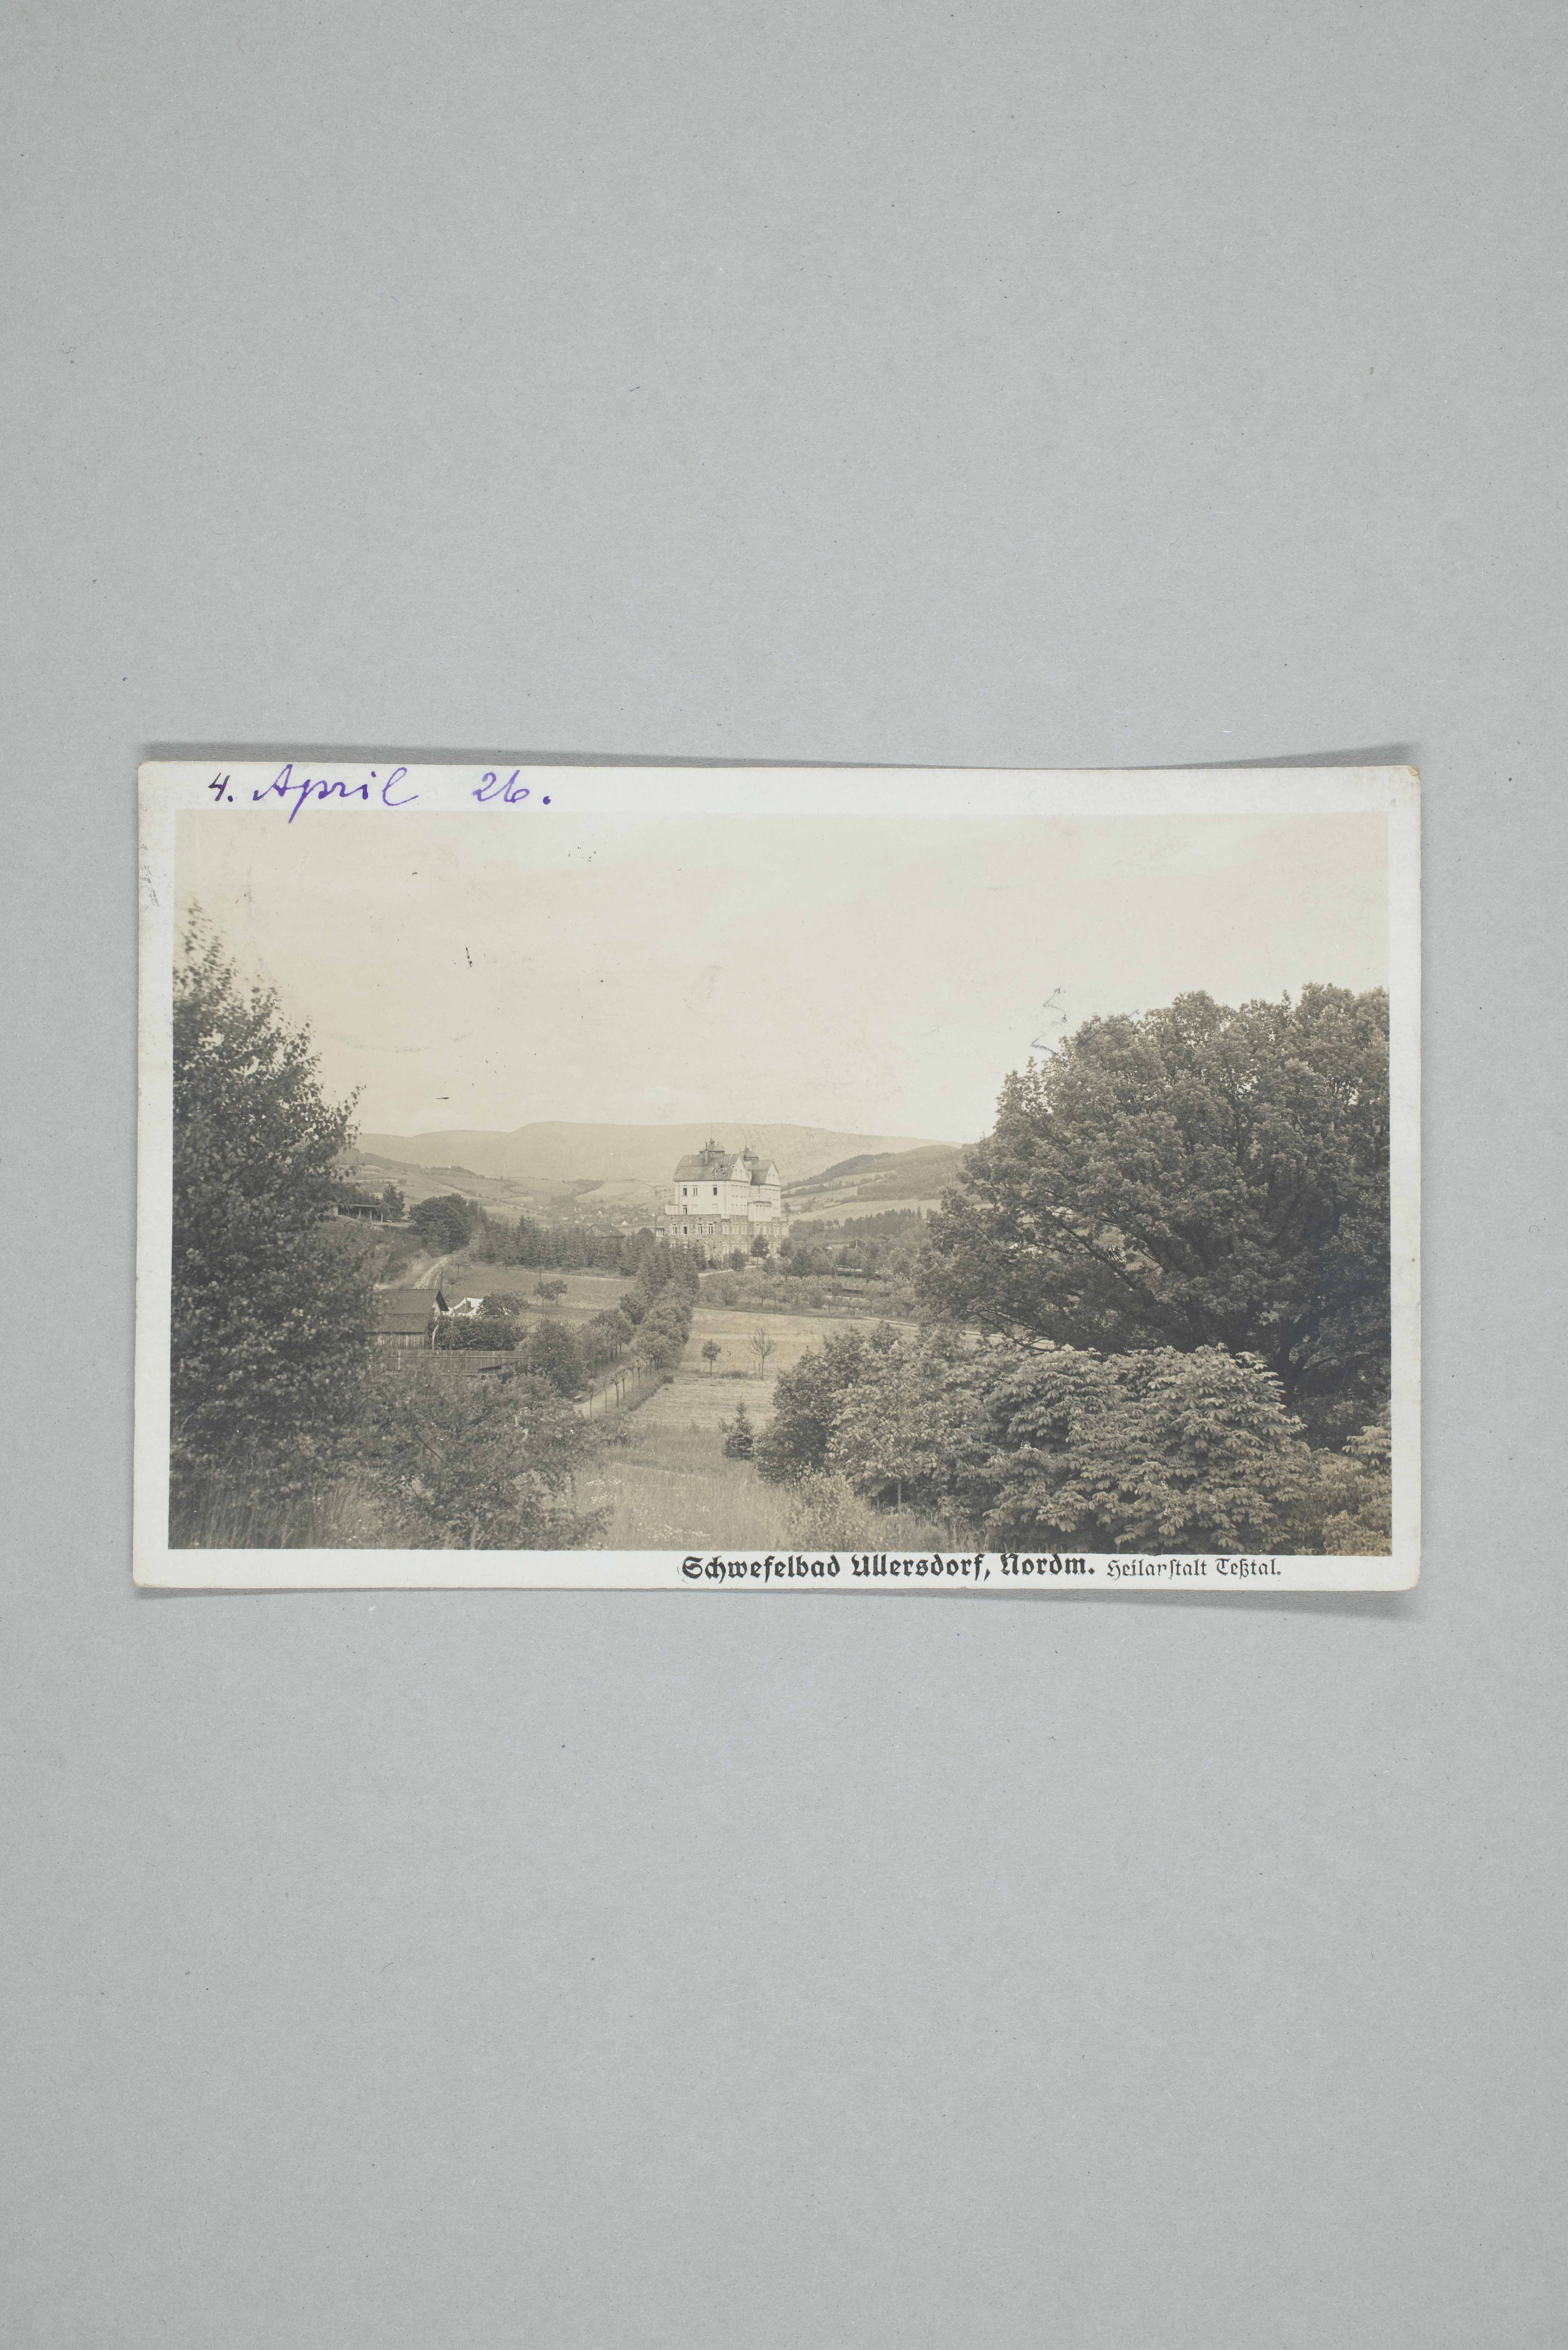 4. April 26.
Schwefelbad Ullersdorf, Nordm. Heilanstalt Teßtal.